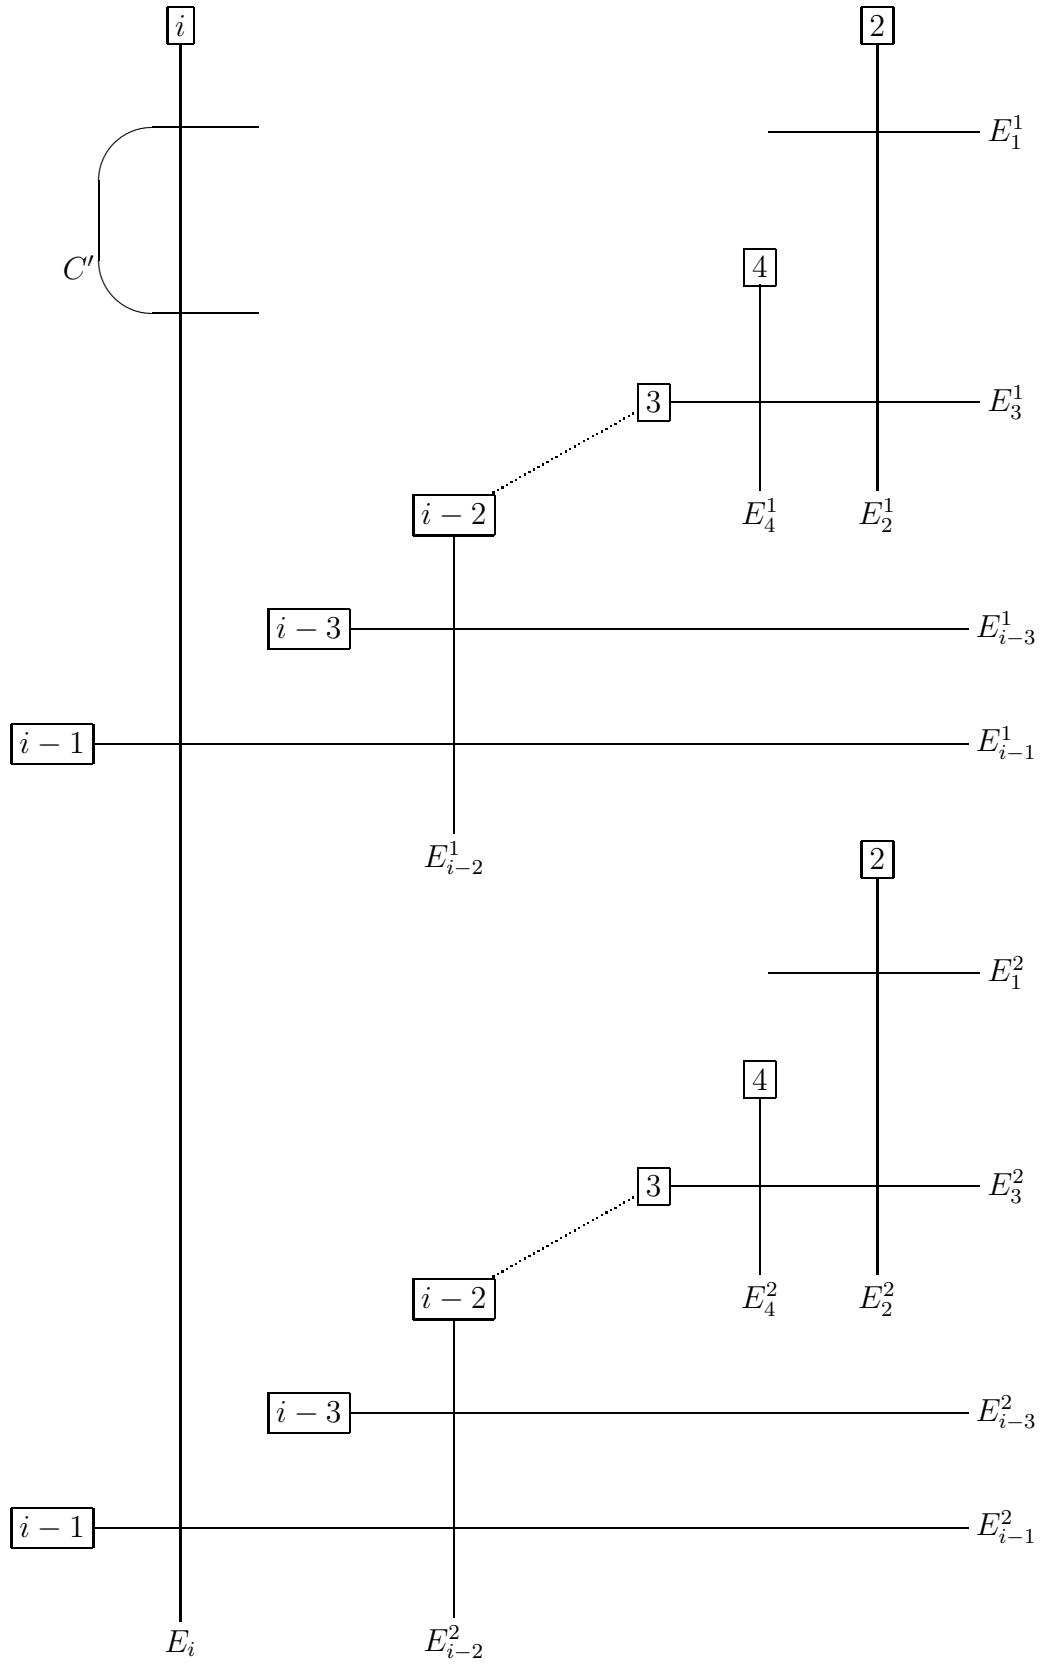 i 2
E_1^1
4
C′
3 E_3^1
i − 2 E_4^1 E_2^1
i − 3 E_{i−3}^1
i − 1 E_{i−1}^1
E_{i−2}^1 2
E_1^2
4
3 E_3^2
i − 2 E_4^2 E_2^2
i − 3 E_{i−3}^2
i − 1 E_{i−1}^2
E_i E_{i−2}^2